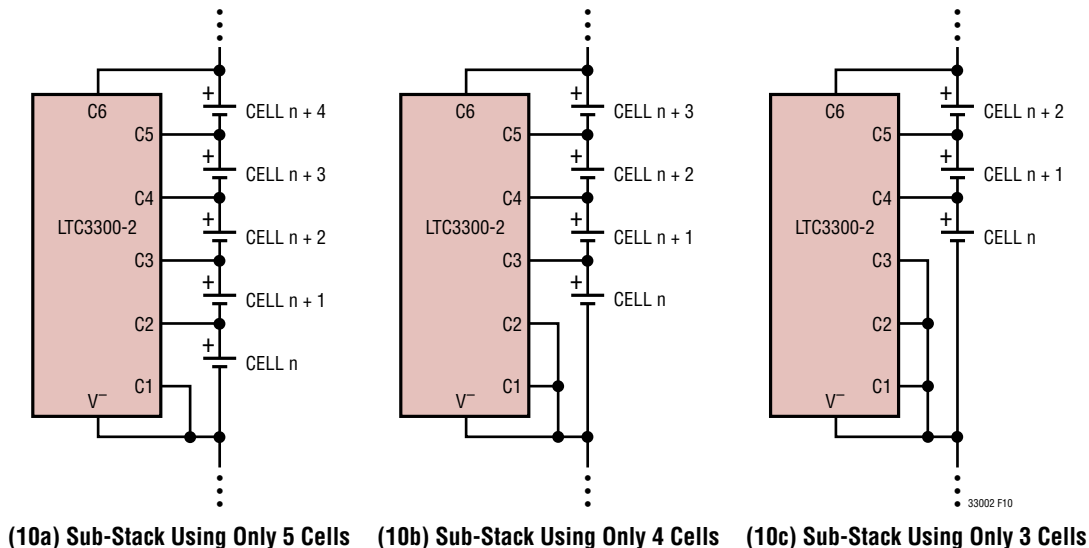 C6
C5
C4
LTC3300-2
C3
C2
C1
V–
+
CELL n + 4
+
CELL n + 3
+
CELL n + 2
+
CELL n + 1
+
CELL n
C6
C5
C4
LTC3300-2
C3
C2
C1
V–
+
CELL n + 3
+
CELL n + 2
+
CELL n + 1
+
CELL n
C6
C5
C4
LTC3300-2
C3
C2
C1
V–
+
CELL n + 2
+
CELL n + 1
+
CELL n
33002 F10
(10a) Sub-Stack Using Only 5 Cells
(10b) Sub-Stack Using Only 4 Cells
(10c) Sub-Stack Using Only 3 Cells